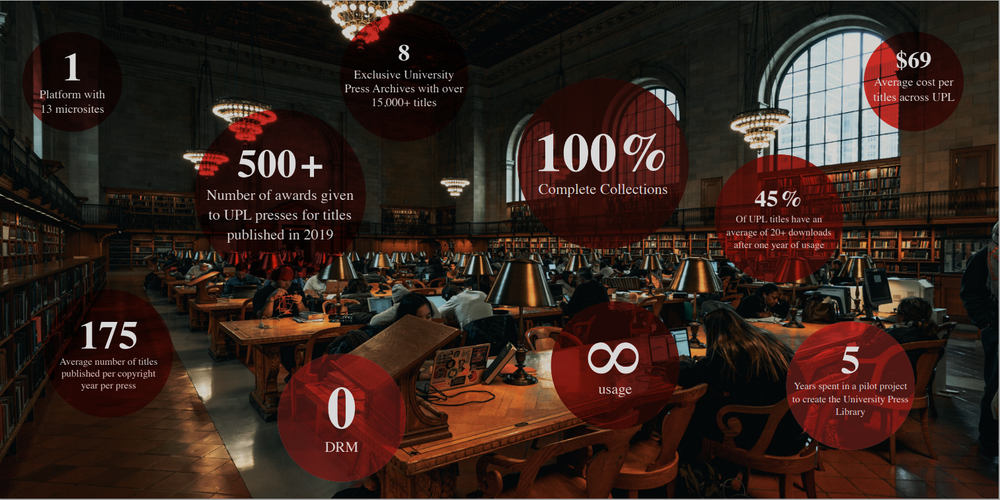 1
Platform with
13 microsites
8
Exclusive University
Press Archives with over
15,000+ titles
$69
Average cost per
titles across UPL
500+
Number of awards given
to UPL presses for titles
published in 2019
100%
Complete Collections
45%
Of UPL titles have an
average of 20+ downloads
after one year of usage
175
Average number of titles
published per copyright
year per press
0
DRM
∞
usage
5
Years spent in a pilot project
to create the University Press
Library